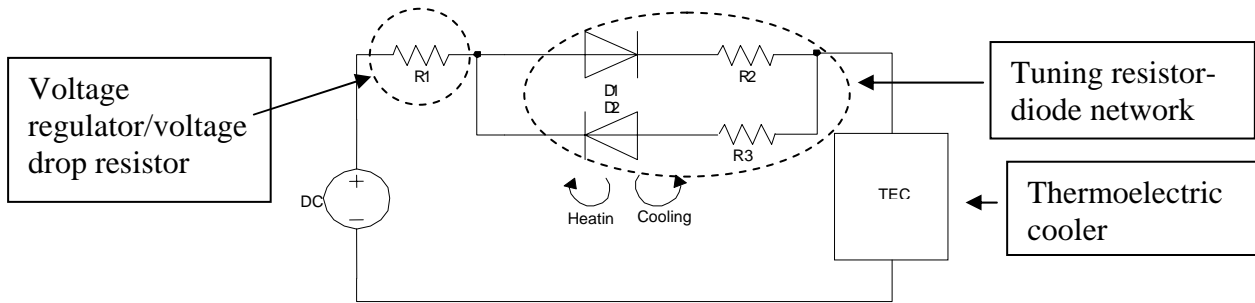 Voltage
regulator/voltage
drop resistor
R1
D1
D2
R2
R3
DC
Heatin
Cooling
TEC
Tuning resistor-
diode network
Thermoelectric
cooler